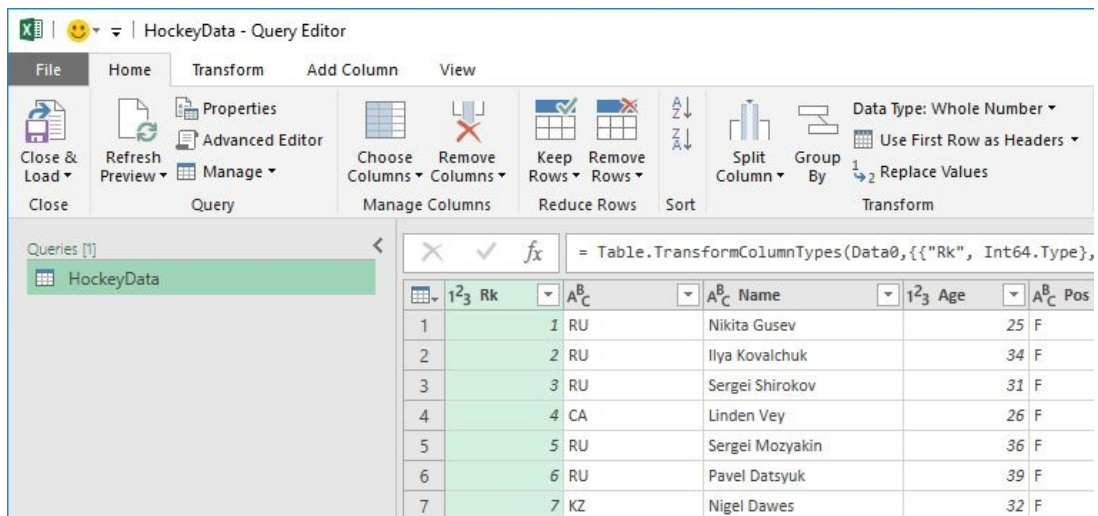 HockeyData - Query Editor
File Home Transform Add Column View
Close & Load
Refresh Preview
Properties
Advanced Editor
Manage
Choose Columns
Remove Columns
Keep Rows
Remove Rows
Split Column
Group By
Data Type: Whole Number
Use First Row as Headers
Replace Values
Close Query Manage Columns Reduce Rows Sort Transform
Queries [1]
HockeyData
fx = Table.TransformColumnTypes(Data0,{{"Rk", Int64.Type},
123 Rk ABC ABC Name 123 Age ABC Pos
1 1 RU Nikita Gusev 25 F
2 2 RU Ilya Kovalchuk 34 F
3 3 RU Sergei Shirokov 31 F
4 4 CA Linden Vey 26 F
5 5 RU Sergei Mozyakin 36 F
6 6 RU Pavel Datsyuk 39 F
7 7 KZ Nigel Dawes 32 F